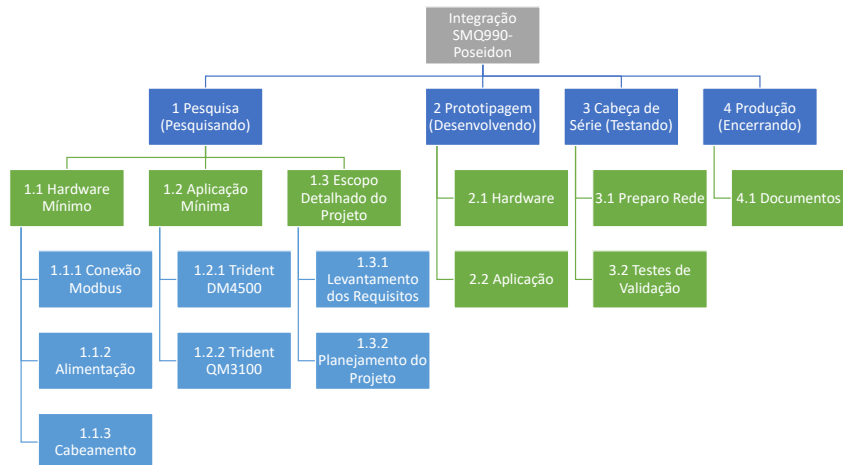 Integração
SMQ990-
Poseidon
1 Pesquisa
(Pesquisando)
2 Prototipagem
(Desenvolvendo)
3 Cabeça de
Série (Testando)
4 Produção
(Encerrando)
1.1 Hardware
Mínimo
1.2 Aplicação
Mínima
1.3 Escopo
Detalhado do
Projeto
2.1 Hardware
3.1 Preparo Rede
4.1 Documentos
1.1.1 Conexão
Modbus
1.2.1 Trident
DM4500
1.3.1
Levantamento
dos Requisitos
2.2 Aplicação
3.2 Testes de
Validação
1.1.2
Alimentação
1.2.2 Trident
QM3100
1.3.2
Planejamento do
Projeto
1.1.3
Cabeamento